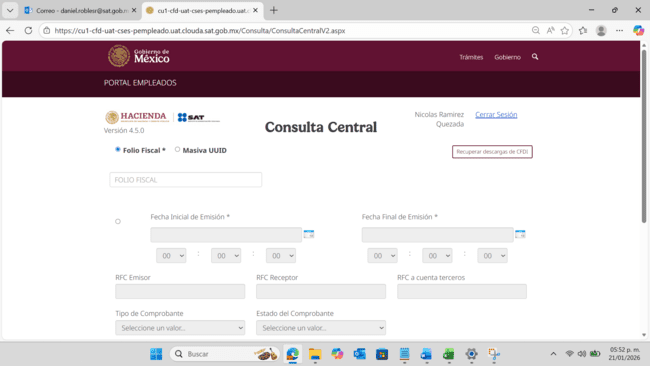 Correo - daniel.roblesr@sat.gob.m
cu1-cfd-uat-cses-pempleado.uat.c
https://cu1-cfd-uat-cses-pempleado.uat.clouda.sat.gob.mx/Consulta/ConsultaCentralV2.aspx
Gobierno de
México
Trámites Gobierno
PORTAL EMPLEADOS
HACIENDA SAT
Versión 4.5.0
Consulta Central
Nicolas Ramirez
Quezada
Cerrar Sesión
Folio Fiscal * Masiva UUID
Recuperar descargas de CFDI
FOLIO FISCAL
Fecha Inicial de Emisión * Fecha Final de Emisión *
00 : 00 : 00 00 : 00 : 00
RFC Emisor RFC Receptor RFC a cuenta terceros
Tipo de Comprobante Estado del Comprobante
Seleccione un valor... Seleccione un valor...
Buscar
05:52 p. m.
21/01/2026